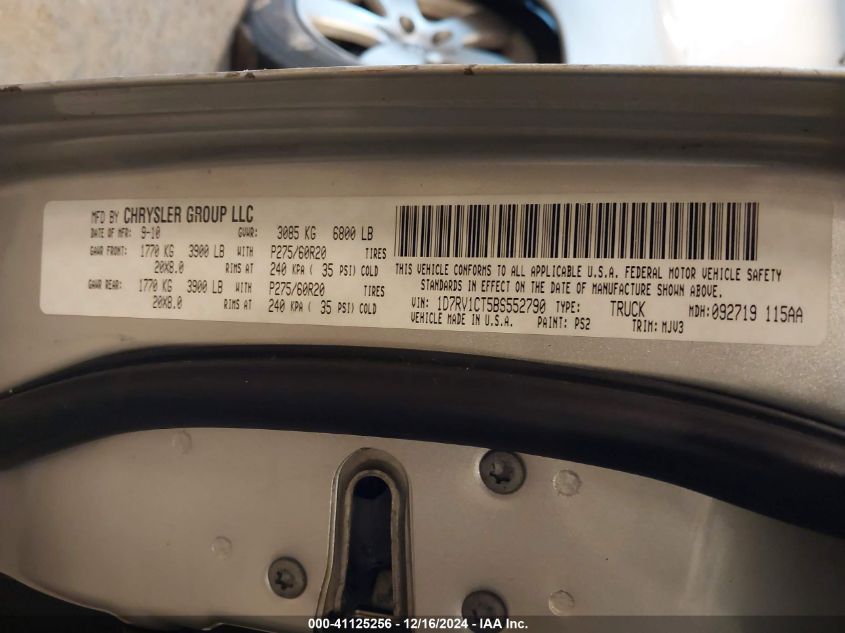 MFD BY CHRYSLER GROUP LLC
DATE OF MFR: 9-10 GVWR: 3085 KG 6800 LB
GAWR FRONT: 1770 KG 3900 LB WITH P275/60R20 TIRES
20X8.0 RIMS AT 240 KPA ( 35 PSI) COLD
GAWR REAR: 1770 KG 3900 LB WITH P275/60R20 TIRES
20X8.0 RIMS AT 240 KPA ( 35 PSI) COLD
THIS VEHICLE CONFORMS TO ALL APPLICABLE U.S.A. FEDERAL MOTOR VEHICLE SAFETY
STANDARDS IN EFFECT ON THE DATE OF MANUFACTURE SHOWN ABOVE.
VIN: 1D7RV1CT5BS552790 TYPE: TRUCK MDH: 092719 115AA
VEHICLE MADE IN U.S.A. PAINT: PS2 TRIM: MJV3
000-41125256 - 12/16/2024 - IAA Inc.